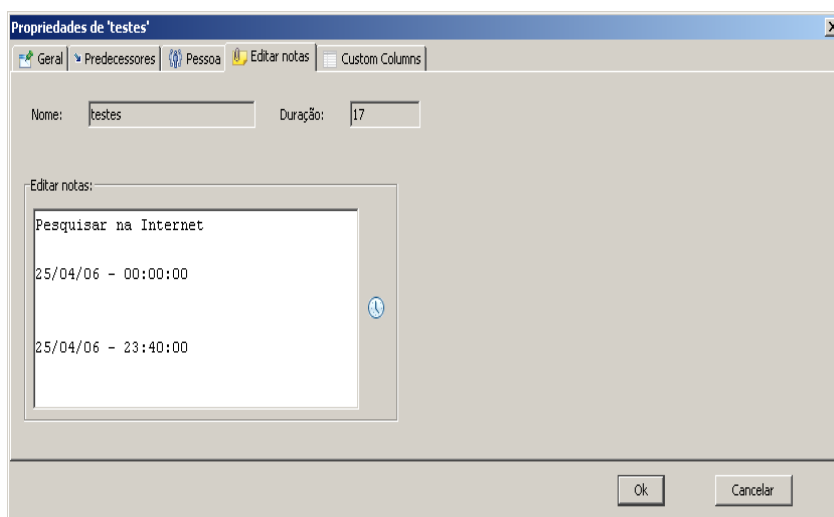 Propriedades de 'testes'
Geral Predecessores Pessoa Editar notas Custom Columns
Nome: testes Duração: 17
Editar notas:
Pesquisar na Internet
25/04/06 - 00:00:00
25/04/06 - 23:40:00
Ok Cancelar